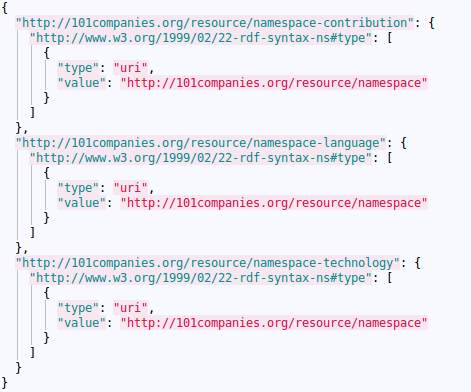 {
  "http://101companies.org/resource/namespace-contribution": {
    "http://www.w3.org/1999/02/22-rdf-syntax-ns#type": [
      {
        "type": "uri",
        "value": "http://101companies.org/resource/namespace"
      }
    ]
  },
  "http://101companies.org/resource/namespace-language": {
    "http://www.w3.org/1999/02/22-rdf-syntax-ns#type": [
      {
        "type": "uri",
        "value": "http://101companies.org/resource/namespace"
      }
    ]
  },
  "http://101companies.org/resource/namespace-technology": {
    "http://www.w3.org/1999/02/22-rdf-syntax-ns#type": [
      {
        "type": "uri",
        "value": "http://101companies.org/resource/namespace"
      }
    ]
  }
}